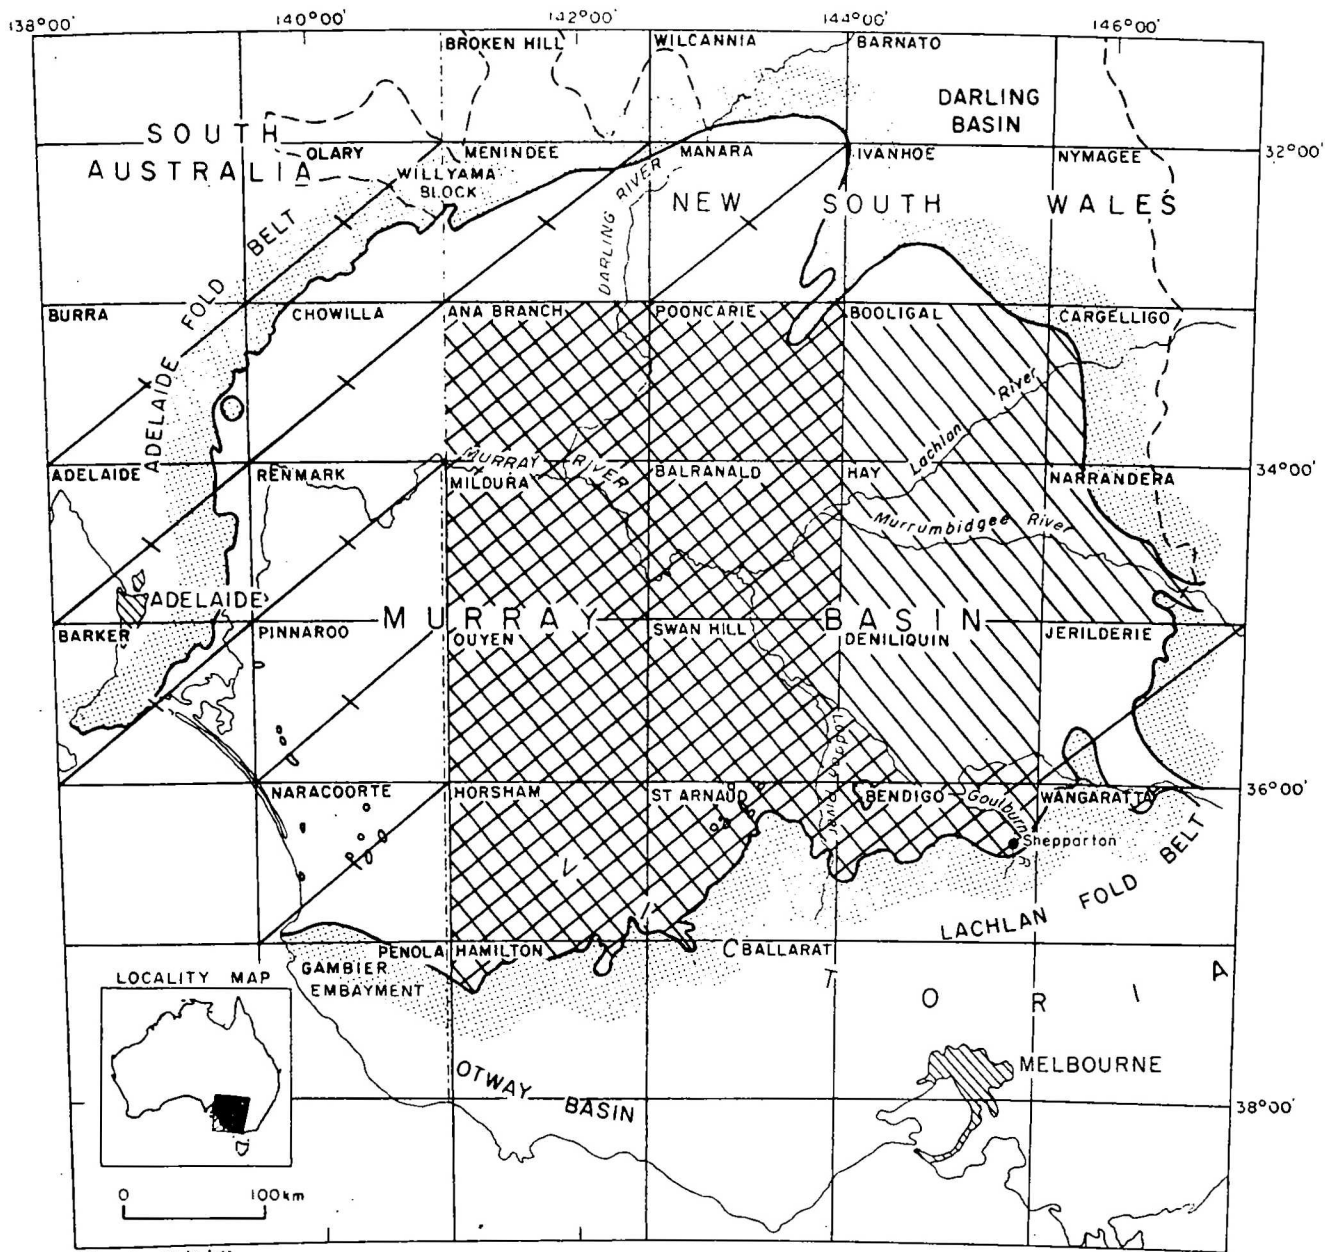 138°00' 140°00' 142°00' 144°00' 146°00'
BROKEN HILL WILCANNIA BARNATO
DARLING
BASIN
SOUTH
AUSTRALIA
OLARY MENINDEE MANARA IVANHOE NYMAGEE 32°00'
WILLYAMA
BLOCK
NEW SOUTH WALES
DARLING RIVER
ADELAIDE FOLD BELT
BURRA CHOWILLA ANA BRANCH POONCARIE BOOLIGAL CARGELLIGO
Lachlan River
ADELAIDE RENMARK MURRAY RIVER MILDURA BALRANALD HAY NARRANDERA 34°00'
Murrumbidgee River
ADELAIDE
MURRAY BASIN
BARKER PINNAROO OUYEN SWAN HILL DENILIQUIN JERILDERIE
Loddon River
NARACOORTE HORSHAM ST ARNAUD BENDIGO WANGARATTA 36°00'
Goulburn R
Shepparton
LACHLAN FOLD BELT
VICTORIA
PENOLA HAMILTON BALLARAT
GAMBIER
EMBAYMENT
LOCALITY MAP
MELBOURNE
OTWAY BASIN
38°00'
0 100km